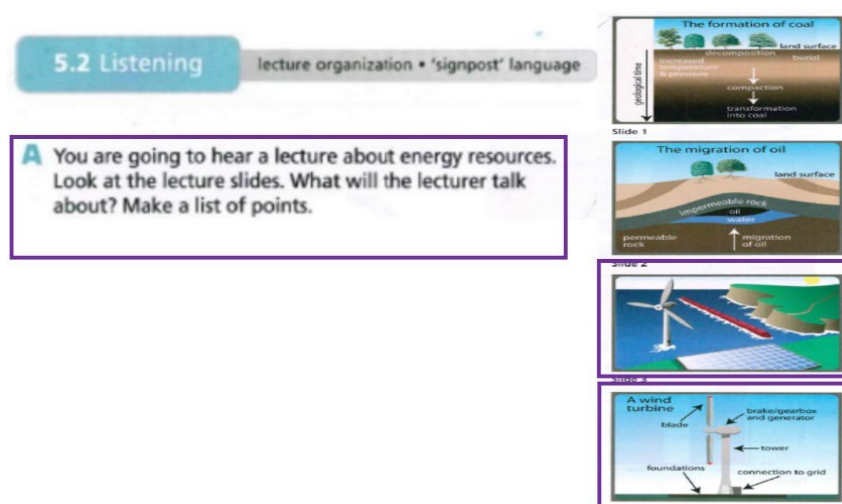 5.2 Listening
lecture organization • 'signpost' language
A You are going to hear a lecture about energy resources.
Look at the lecture slides. What will the lecturer talk
about? Make a list of points.
The formation of coal
land surface
decomposition
burial
increased
temperature
& pressure
geological time
compaction
transformation
into coal
Slide 1
The migration of oil
land surface
impermeable rock
oil
water
permeable
rock
migration
of oil
Slide 2
Slide 3
A wind
turbine
brake/gearbox
and generator
blade
tower
foundations
connection to grid